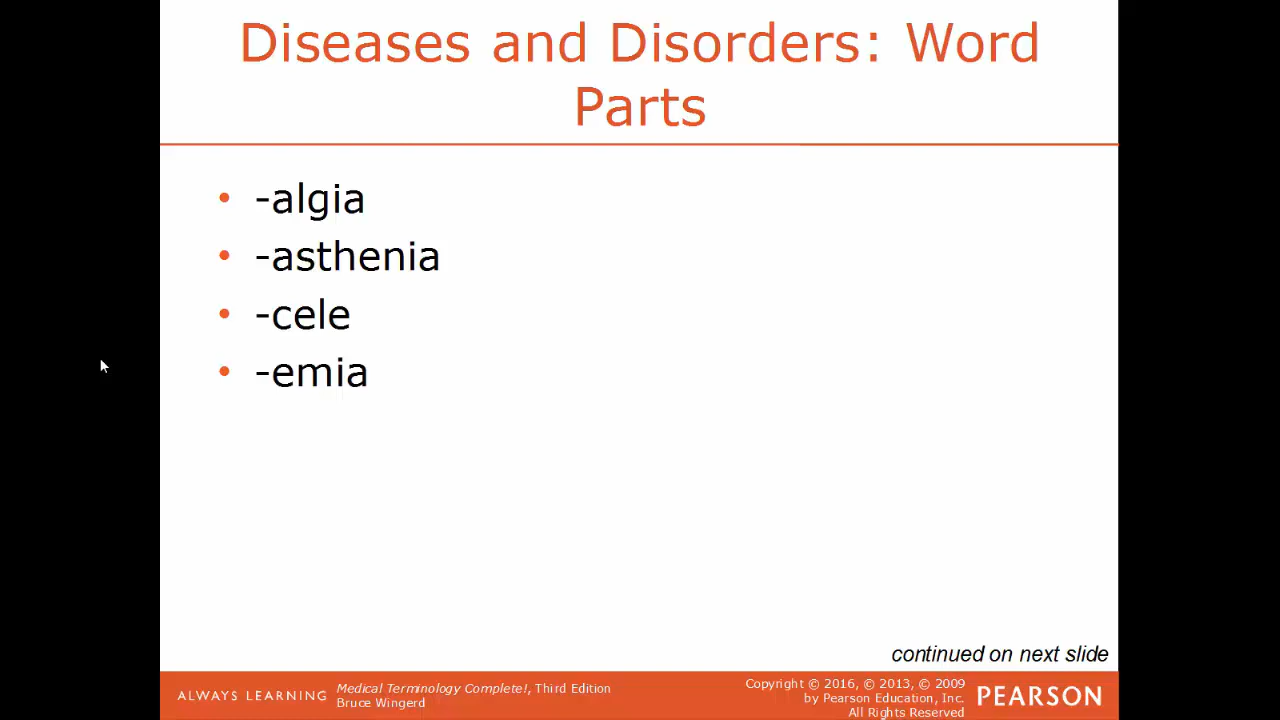 Diseases and Disorders: Word
Parts
• -algia
• -asthenia
• -cele
• -emia
continued on next slide
ALWAYS LEARNING
Medical Terminology Complete!, Third Edition
Bruce Wingerd
Copyright © 2016, © 2013, © 2009
by Pearson Education, Inc.
All Rights Reserved
PEARSON